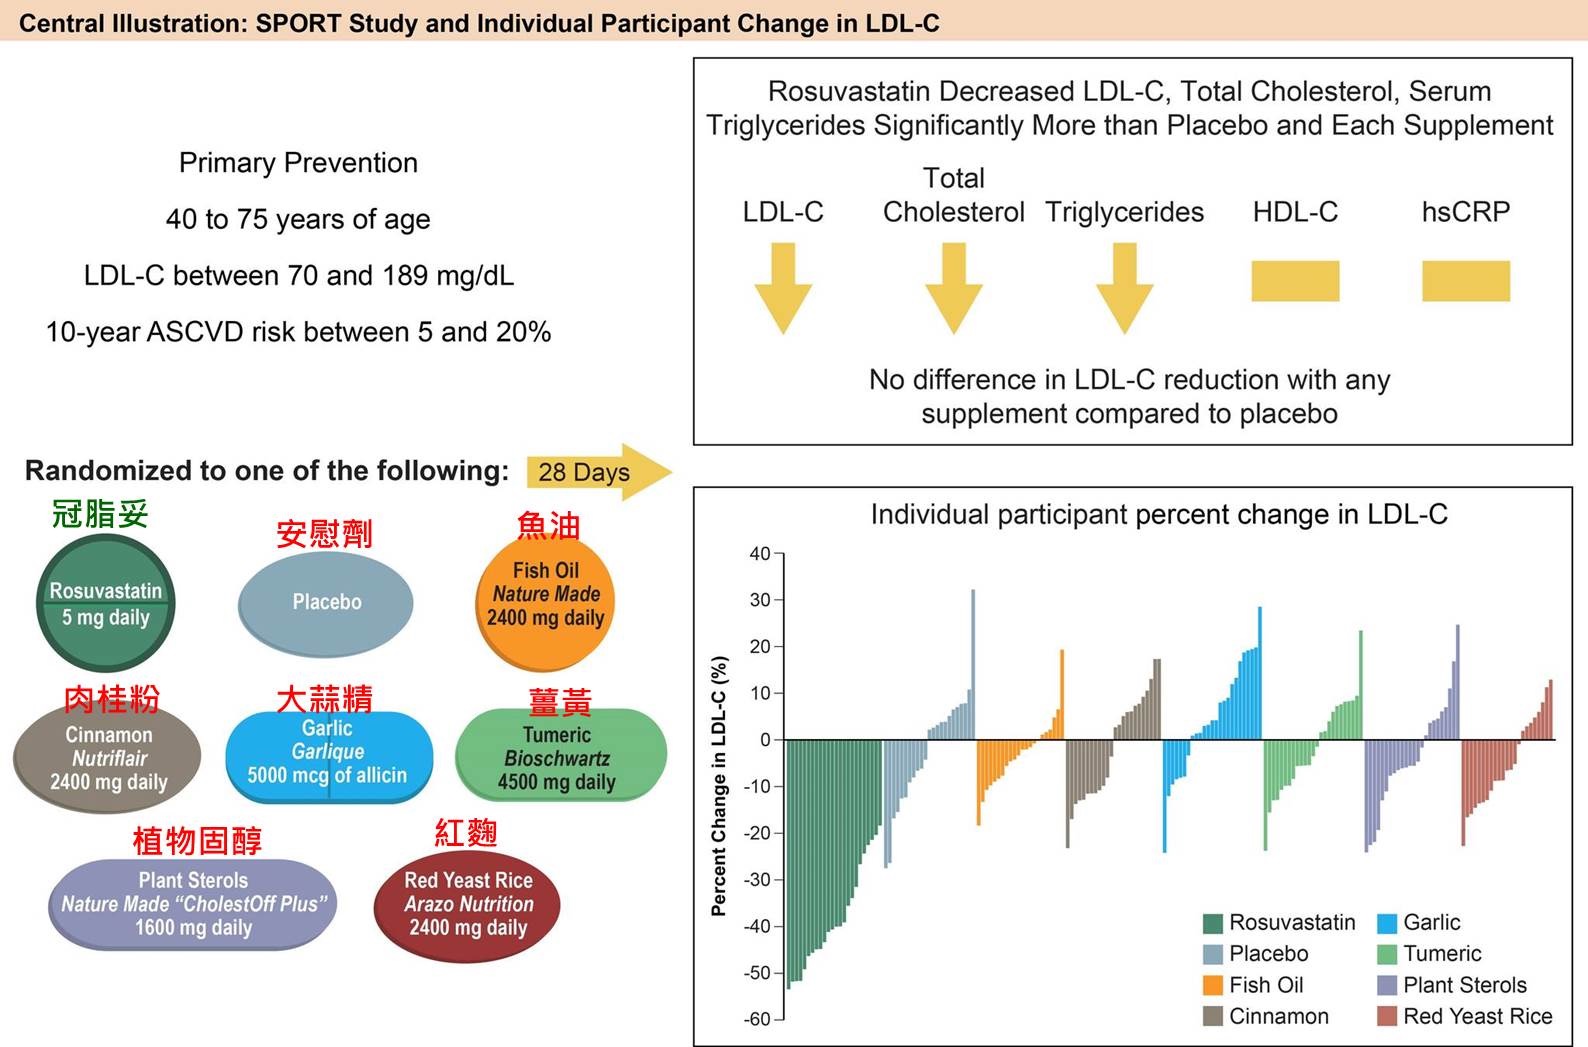 Central Illustration: SPORT Study and Individual Participant Change in LDL-C
Primary Prevention
40 to 75 years of age
LDL-C between 70 and 189 mg/dL
10-year ASCVD risk between 5 and 20%
Randomized to one of the following:
28 Days
冠脂妥
Rosuvastatin
5 mg daily
安慰劑
Placebo
魚油
Fish Oil
Nature Made
2400 mg daily
肉桂粉
Cinnamon
Nutriflair
2400 mg daily
大蒜精
Garlic
Garlique
5000 mcg of allicin
薑黃
Tumeric
Bioschwartz
4500 mg daily
植物固醇
Plant Sterols
Nature Made “CholestOff Plus”
1600 mg daily
紅麴
Red Yeast Rice
Arazo Nutrition
2400 mg daily
Rosuvastatin Decreased LDL-C, Total Cholesterol, Serum
Triglycerides Significantly More than Placebo and Each Supplement
LDL-C
Total
Cholesterol
Triglycerides
HDL-C
hsCRP
No difference in LDL-C reduction with any
supplement compared to placebo
Individual participant percent change in LDL-C
Percent Change in LDL-C (%)
40
30
20
10
0
-10
-20
-30
-40
-50
-60
Rosuvastatin
Placebo
Fish Oil
Cinnamon
Garlic
Tumeric
Plant Sterols
Red Yeast Rice